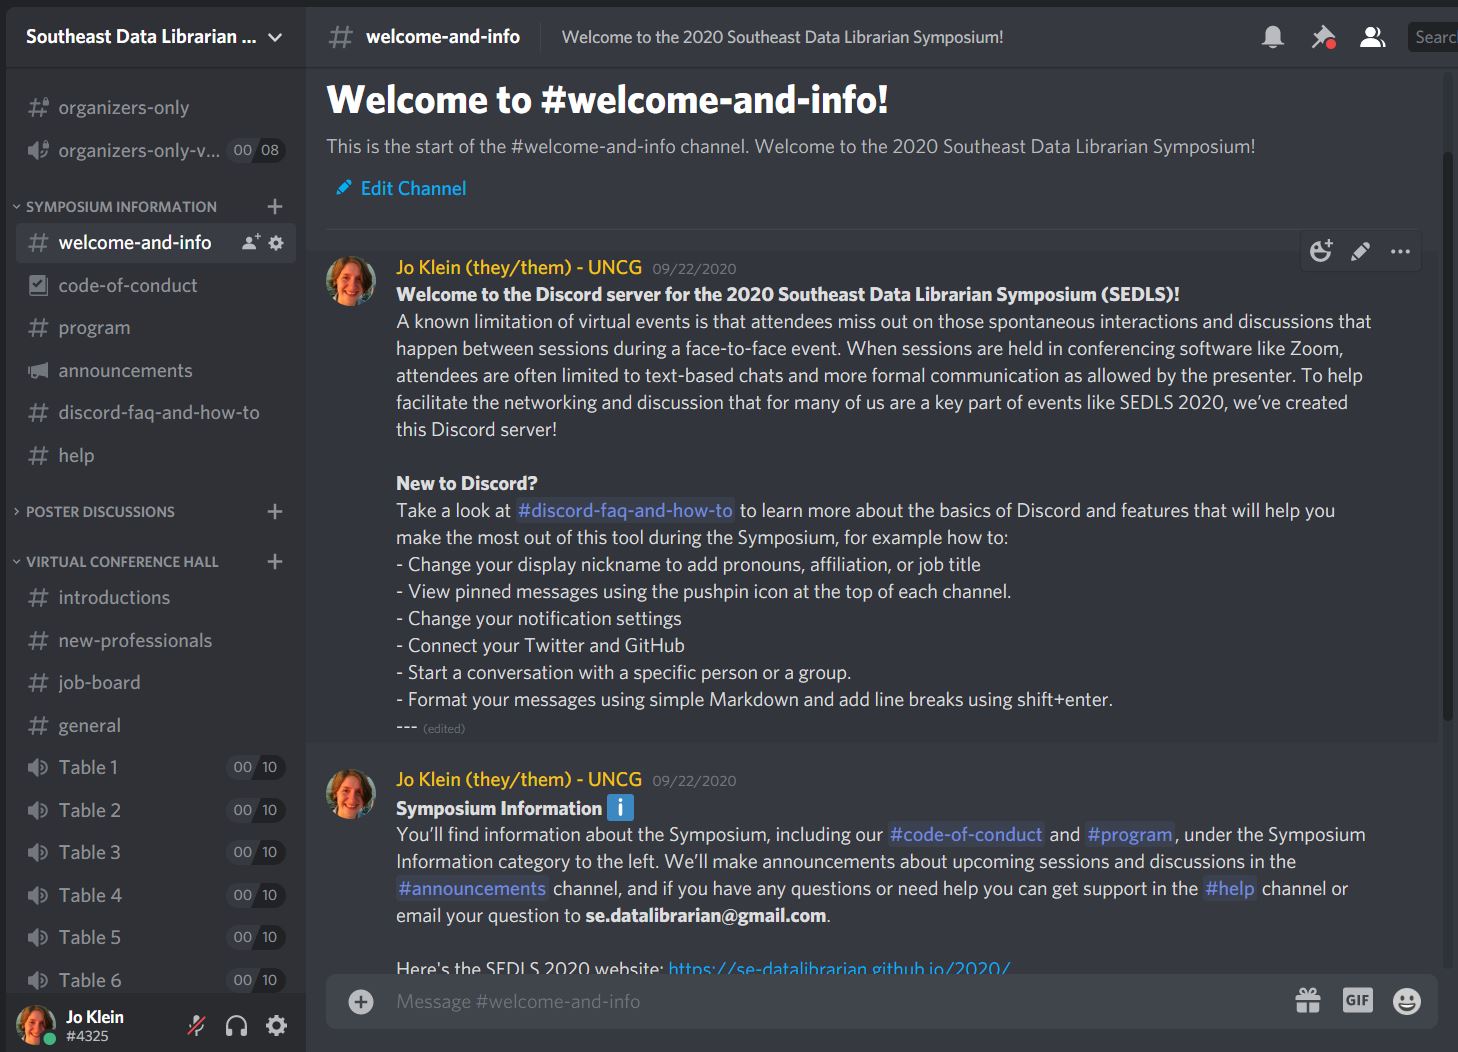 Southeast Data Librarian ...
organizers-only
organizers-only-v... 00 08
SYMPOSIUM INFORMATION
welcome-and-info
code-of-conduct
program
announcements
discord-faq-and-how-to
help
POSTER DISCUSSIONS
VIRTUAL CONFERENCE HALL
introductions
new-professionals
job-board
general
Table 1 00 10
Table 2 00 10
Table 3 00 10
Table 4 00 10
Table 5 00 10
Table 6 00 10
Jo Klein
#4325
welcome-and-info Welcome to the 2020 Southeast Data Librarian Symposium!
Welcome to #welcome-and-info!
This is the start of the #welcome-and-info channel. Welcome to the 2020 Southeast Data Librarian Symposium!
Edit Channel
Jo Klein (they/them) - UNCG 09/22/2020
Welcome to the Discord server for the 2020 Southeast Data Librarian Symposium (SEDLS)!
A known limitation of virtual events is that attendees miss out on those spontaneous interactions and discussions that
happen between sessions during a face-to-face event. When sessions are held in conferencing software like Zoom,
attendees are often limited to text-based chats and more formal communication as allowed by the presenter. To help
facilitate the networking and discussion that for many of us are a key part of events like SEDLS 2020, we've created
this Discord server!
New to Discord?
Take a look at #discord-faq-and-how-to to learn more about the basics of Discord and features that will help you
make the most out of this tool during the Symposium, for example how to:
- Change your display nickname to add pronouns, affiliation, or job title
- View pinned messages using the pushpin icon at the top of each channel.
- Change your notification settings
- Connect your Twitter and GitHub
- Start a conversation with a specific person or a group.
- Format your messages using simple Markdown and add line breaks using shift+enter.
--- (edited)
Jo Klein (they/them) - UNCG 09/22/2020
Symposium Information i
You'll find information about the Symposium, including our #code-of-conduct and #program, under the Symposium
Information category to the left. We'll make announcements about upcoming sessions and discussions in the
#announcements channel, and if you have any questions or need help you can get support in the #help channel or
email your question to se.datalibrarian@gmail.com.
Here's the SEDLS 2020 website: https://se-datalibrarian.github.io/2020/
Message #welcome-and-info
GIF
Searc